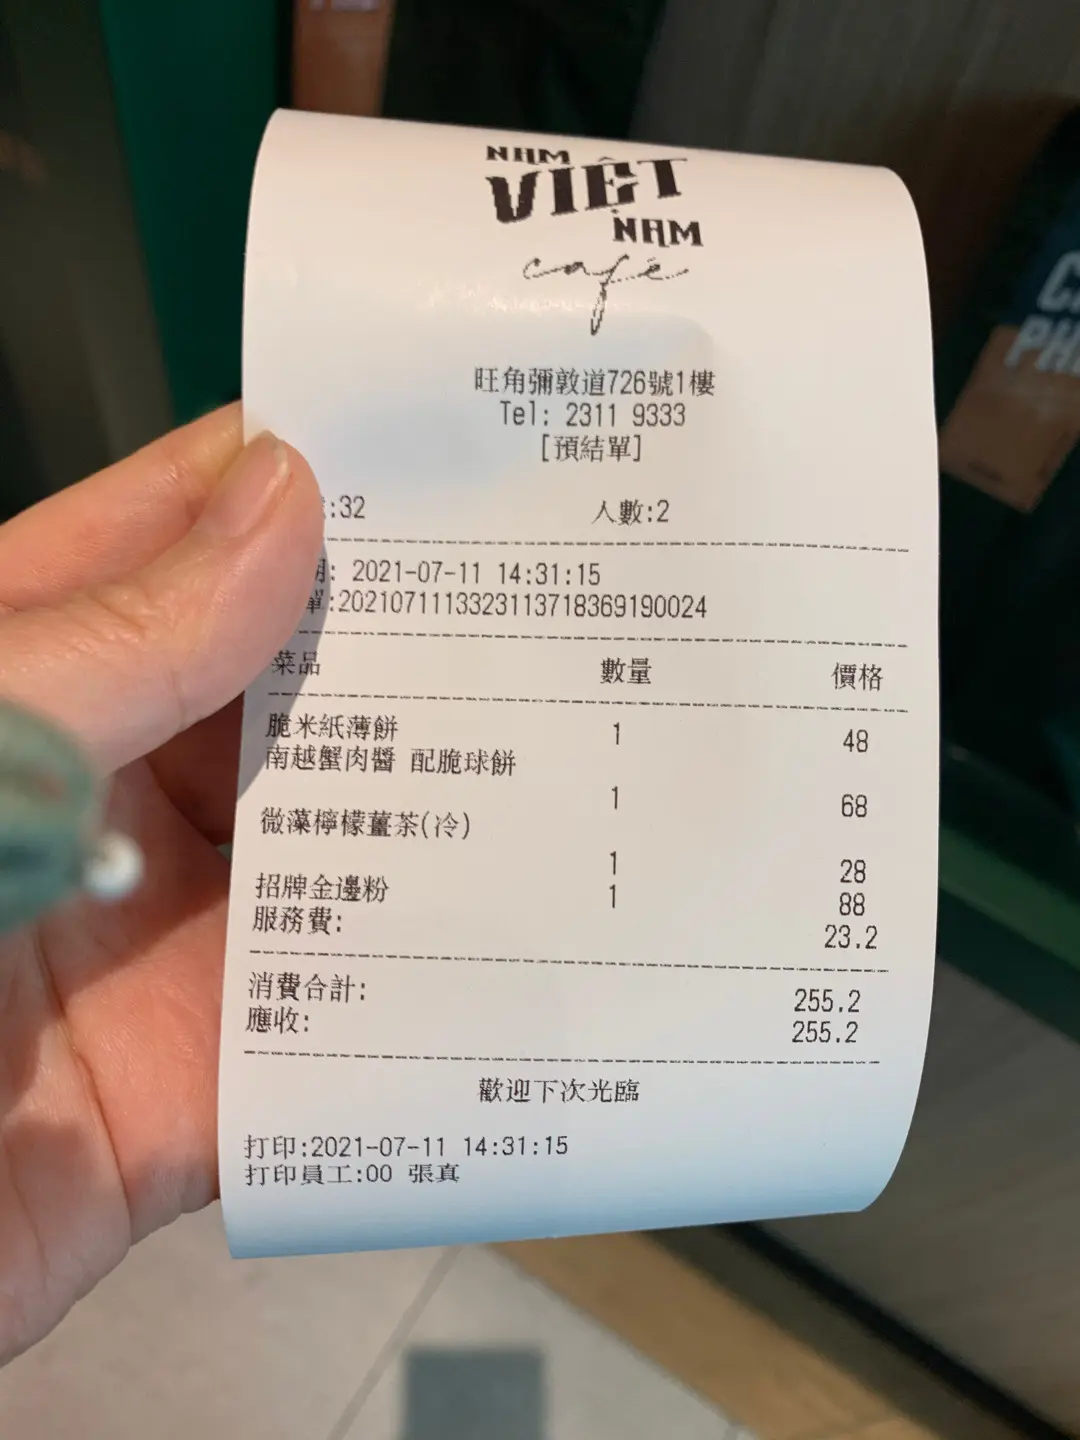 NAM
VIỆT
NAM
café
旺角彌敦道726號1樓
Tel: 2311 9333
[預結單]
:32 人數:2
期: 2021-07-11 14:31:15
單:2021071113323113718369190024
菜品 數量 價格
脆米紙薄餅 1 48
南越蟹肉醬 配脆球餅
1 68
微藻檸檬薑茶(冷)
1 28
招牌金邊粉 1 88
服務費: 23.2
消費合計: 255.2
應收: 255.2
歡迎下次光臨
打印:2021-07-11 14:31:15
打印員工:00 張真